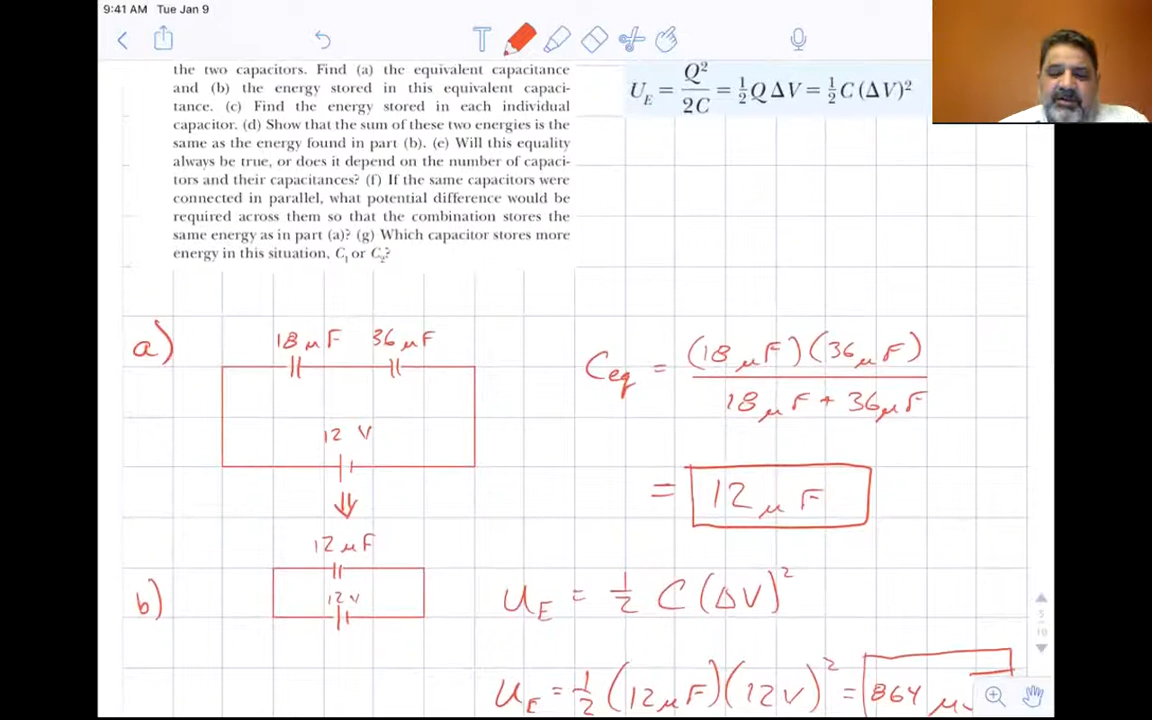 9:41 AM Tue Jan 9
T
the two capacitors. Find (a) the equivalent capacitance
and (b) the energy stored in this equivalent capaci-
tance. (c) Find the energy stored in each individual
capacitor. (d) Show that the sum of these two energies is the
same as the energy found in part (b). (e) Will this equality
always be true, or does it depend on the number of capaci-
tors and their capacitances? (f) If the same capacitors were
connected in parallel, what potential difference would be
required across them so that the combination stores the
same energy as in part (a)? (g) Which capacitor stores more
energy in this situation, C₁ or C₂?
U_E = Q²/2C = ½QΔV = ½C(ΔV)²
a)
18 μF 36 μF
12 V
C_eq = (18 μF)(36 μF) / 18 μF + 36 μF
= 12 μF
b)
12 μF
12 V
U_E = ½ C (ΔV)²
U_E = ½ (12 μF)(12 V)² = 864 μ
5
10